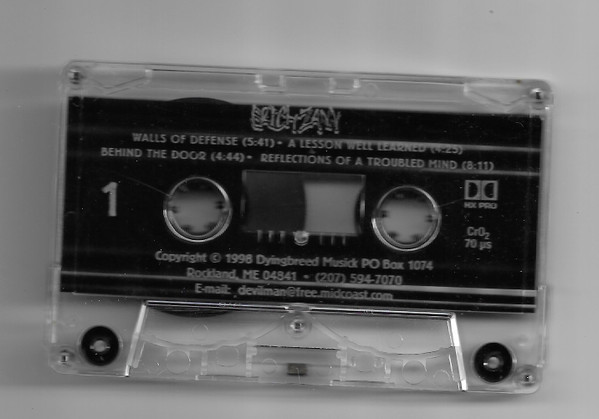 WALLS OF DEFENSE (5:41) • A LESSON WELL LEARNED (4:25)
BEHIND THE DOOR (4:44) • REFLECTIONS OF A TROUBLED MIND (8:11)
1
HX PRO
CrO2
70 µs
Copyright © 1998 Dyingbreed Musick PO Box 1074
Rockland, ME 04841 • (207) 594-7070
E-mail: devilman@free.midcoast.com